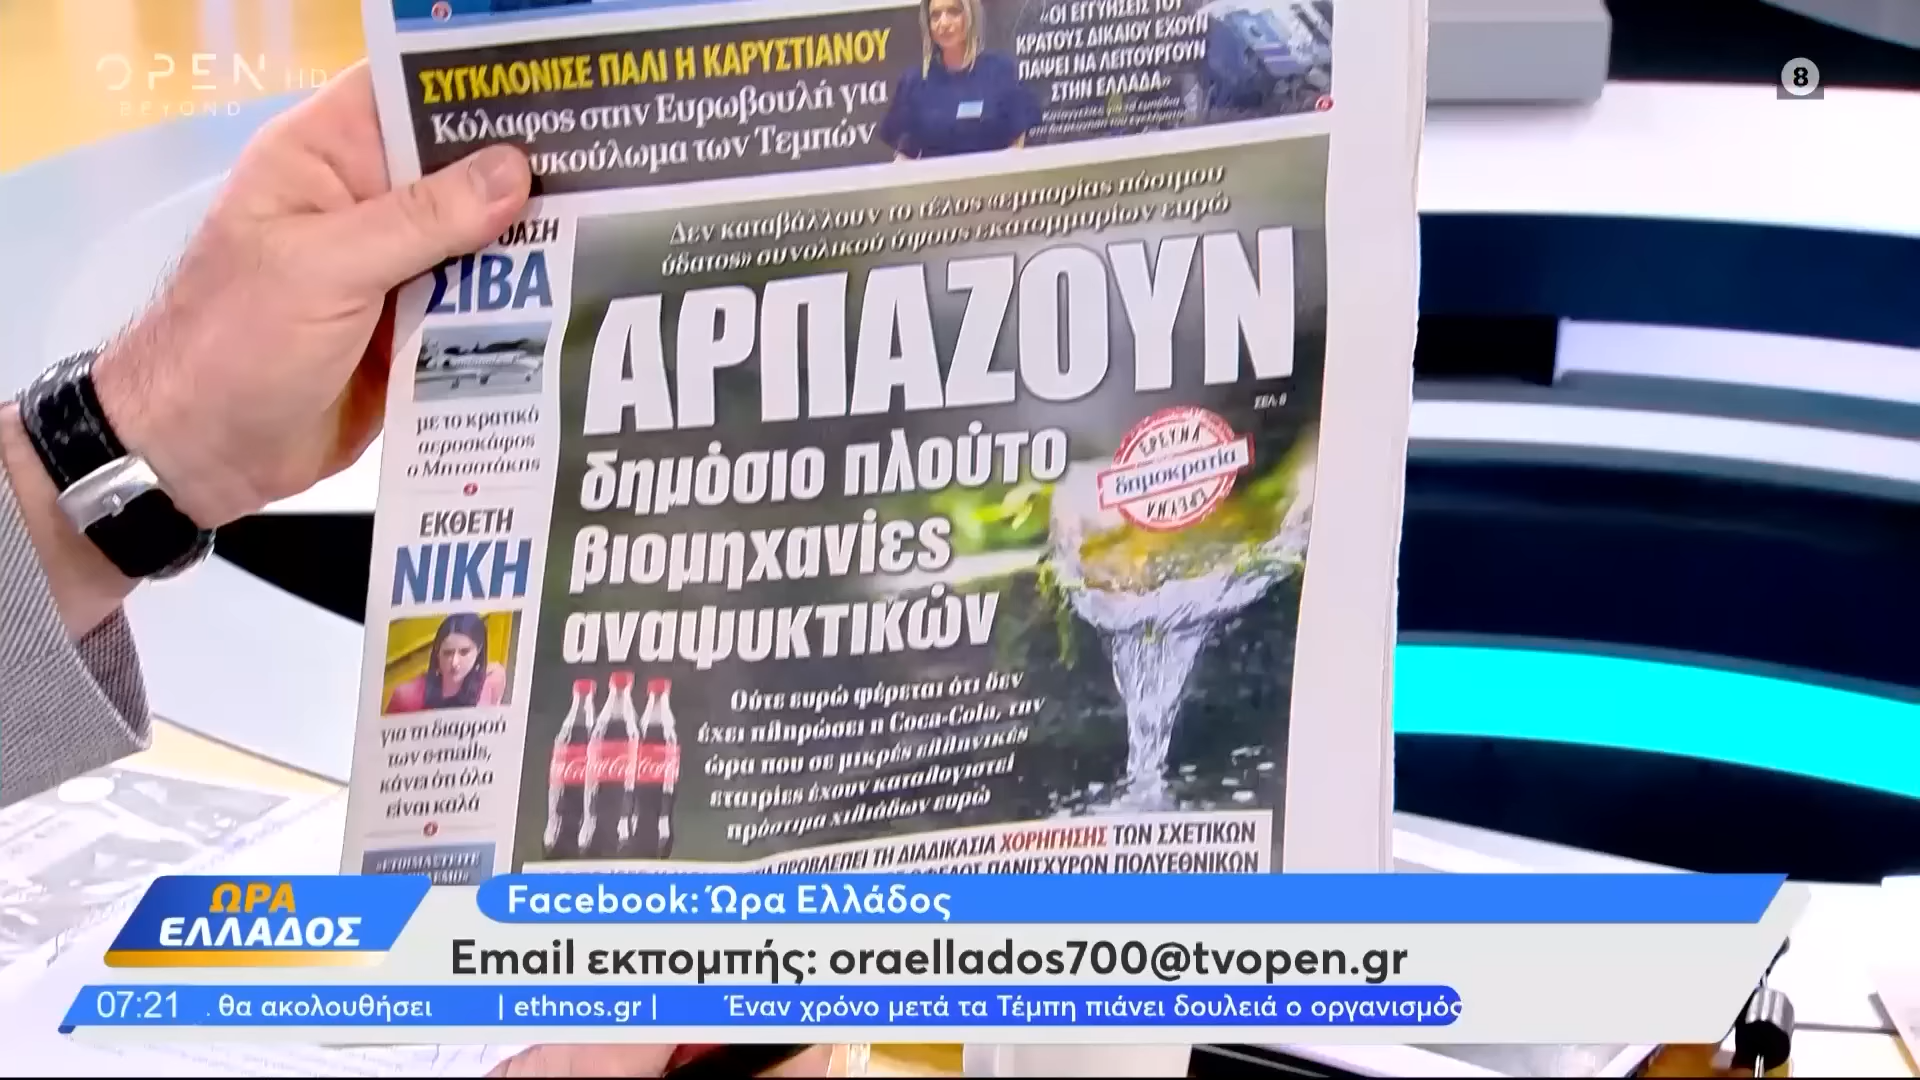 OPEN HD
BEYOND
8
ΣΥΓΚΛΟΝΙΣΕ ΠΑΛΙ Η ΚΑΡΥΣΤΙΑΝΟΥ
Κόλαφος στην Ευρωβουλή για
των Τεμπών
«ΟΙ ΕΓΓΥΗΣΕΙΣ ΤΟΥ
ΚΡΑΤΟΥΣ ΔΙΚΑΙΟΥ ΕΧΟΥΝ
ΠΑΨΕΙ ΝΑ ΛΕΙΤΟΥΡΓΟΥΝ
ΣΤΗΝ ΕΛΛΑΔΑ»
ΣΙΒΑ
με το κρατικό
αεροσκάφος
ο Μητσοτάκης
ΕΚΘΕΤΗ
ΝΙΚΗ
για τη διαρροή
των e-mails,
κάνει ότι όλα
είναι καλά
Δεν καταβάλλουν το τέλος «εμπορίας πόσιμου
ύδατος» συνολικού ύψους εκατομμυρίων ευρώ
ΑΡΠΑΖΟΥΝ
ΣΕΛ. 8
δημόσιο πλούτο
βιομηχανίες
αναψυκτικών
ΕΡΕΥΝΑ
δημοκρατία
ΕΡΕΥΝΑ
Ούτε ευρώ φέρεται ότι δεν
έχει πληρώσει η Coca-Cola, την
ώρα που σε μικρές ελληνικές
εταιρίες έχουν καταλογιστεί
πρόστιμα χιλιάδων ευρώ
ΠΡΟΒΛΕΠΕΙ ΤΗ ΔΙΑΔΙΚΑΣΙΑ ΧΟΡΗΓΗΣΗΣ ΤΩΝ ΣΧΕΤΙΚΩΝ
ΠΑΝΙΣΧΥΡΩΝ ΠΟΛΥΕΘΝΙΚΩΝ
ΩΡΑ
ΕΛΛΑΔΟΣ
Facebook: Ώρα Ελλάδος
Email εκπομπής: oraellados700@tvopen.gr
07:21 . θα ακολουθήσει | ethnos.gr | Έναν χρόνο μετά τα Τέμπη πιάνει δουλειά ο οργανισμός